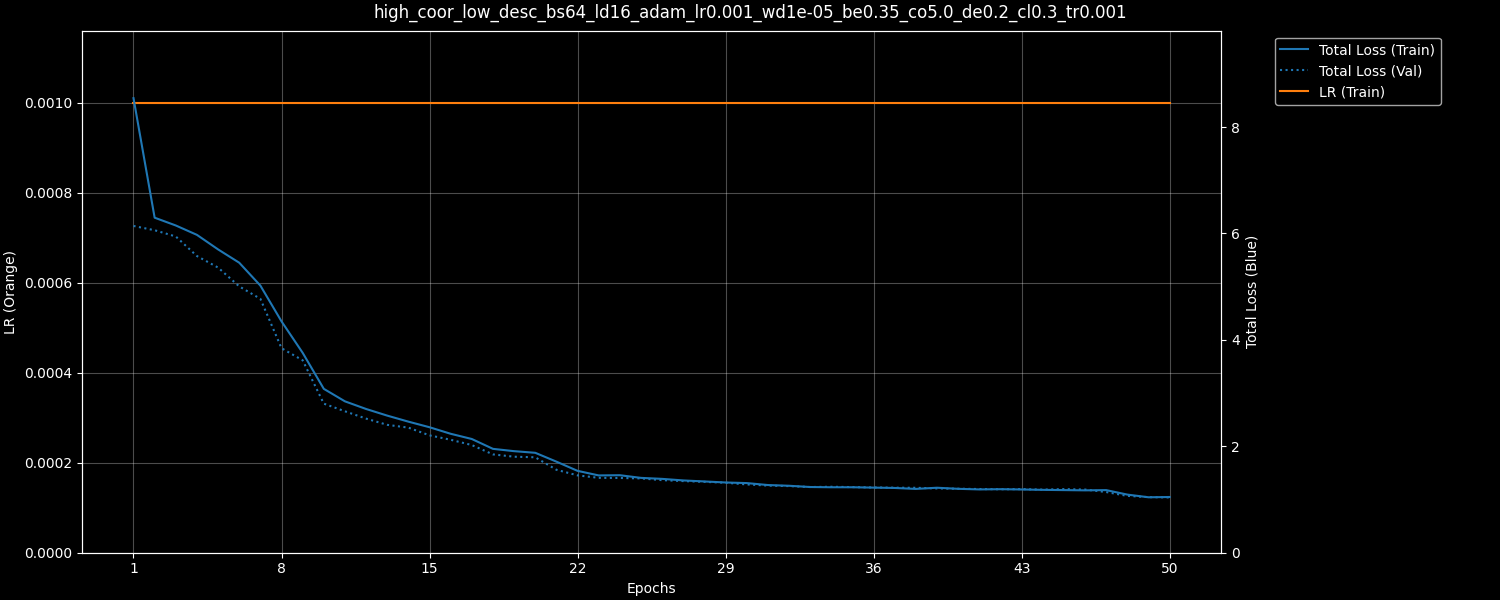 high_coor_low_desc_bs64_ld16_adam_lr0.001_wd1e-05_be0.35_co5.0_de0.2_cl0.3_tr0.001
Total Loss (Train)
Total Loss (Val)
LR (Train)
LR (Orange)
0.0010
0.0008
0.0006
0.0004
0.0002
0.0000
8
6
4
2
0
Total Loss (Blue)
1 8 15 22 29 36 43 50
Epochs